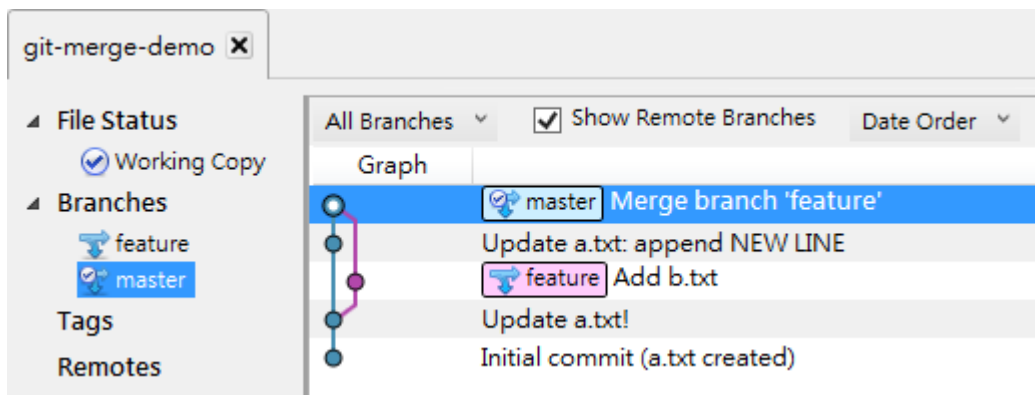 git-merge-demo
File Status
Working Copy
Branches
feature
master
Tags
Remotes
All Branches Show Remote Branches Date Order
Graph
master Merge branch 'feature'
Update a.txt: append NEW LINE
feature Add b.txt
Update a.txt!
Initial commit (a.txt created)